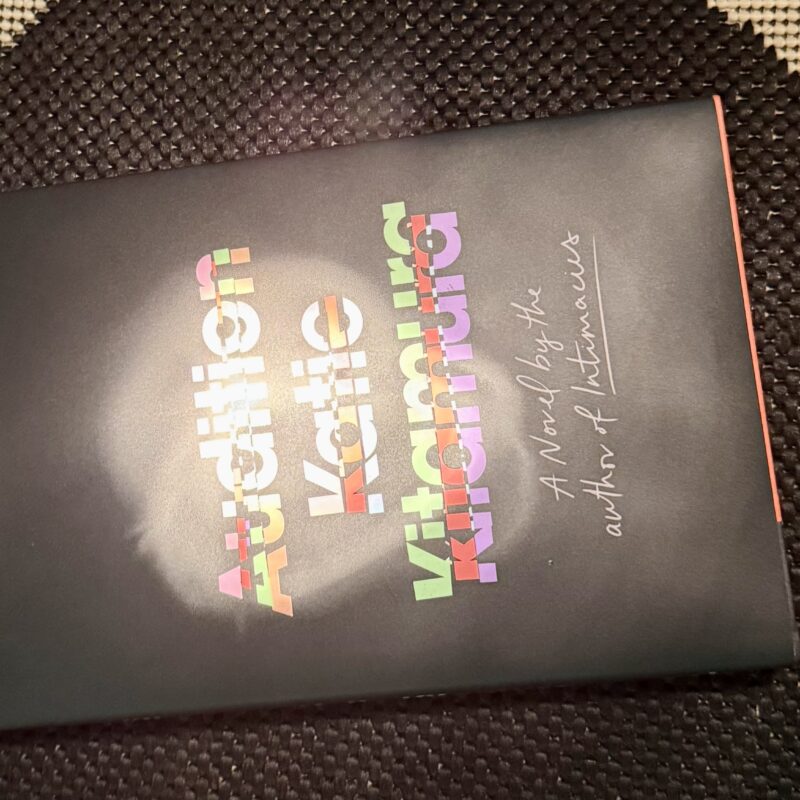 Audition
Katie
Kitamura
A Novel by the
author of Intimacies